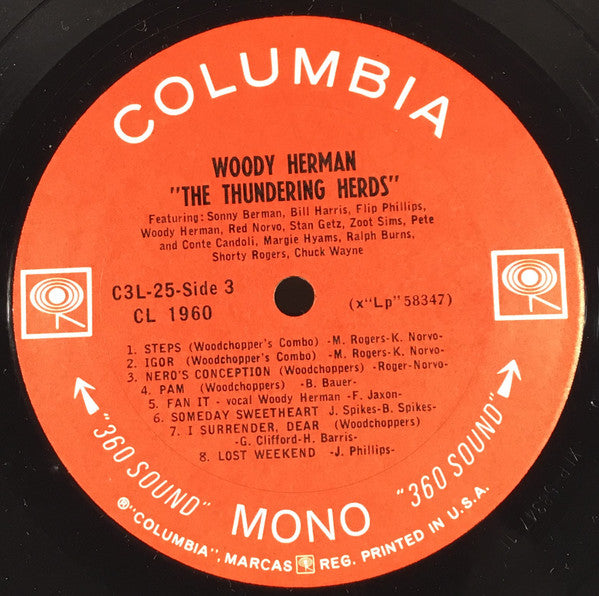 COLUMBIA
WOODY HERMAN
"THE THUNDERING HERDS"
Featuring: Sonny Berman, Bill Harris, Flip Phillips,
Woody Herman, Red Norvo, Stan Getz, Zoot Sims, Pete
and Conte Candoli, Margie Hyams, Ralph Burns,
Shorty Rogers, Chuck Wayne
C3L-25-Side 3
CL 1960
(x"Lp" 58347)
1. STEPS (Woodchopper's Combo) -M. Rogers-K. Norvo-
2. IGOR (Woodchopper's Combo) -M. Rogers-K. Norvo-
3. NERO'S CONCEPTION (Woodchoppers) -Roger-Norvo-
4. PAM (Woodchoppers) -B. Bauer-
5. FAN IT - vocal Woody Herman -F. Jaxon-
6. SOMEDAY SWEETHEART J. Spikes-B. Spikes-
7. I SURRENDER, DEAR (Woodchoppers)
-G. Clifford-H. Barris-
8. LOST WEEKEND -J. Phillips-
"360 SOUND"
MONO
"360 SOUND"
® "COLUMBIA", MARCAS REG. PRINTED IN U.S.A.